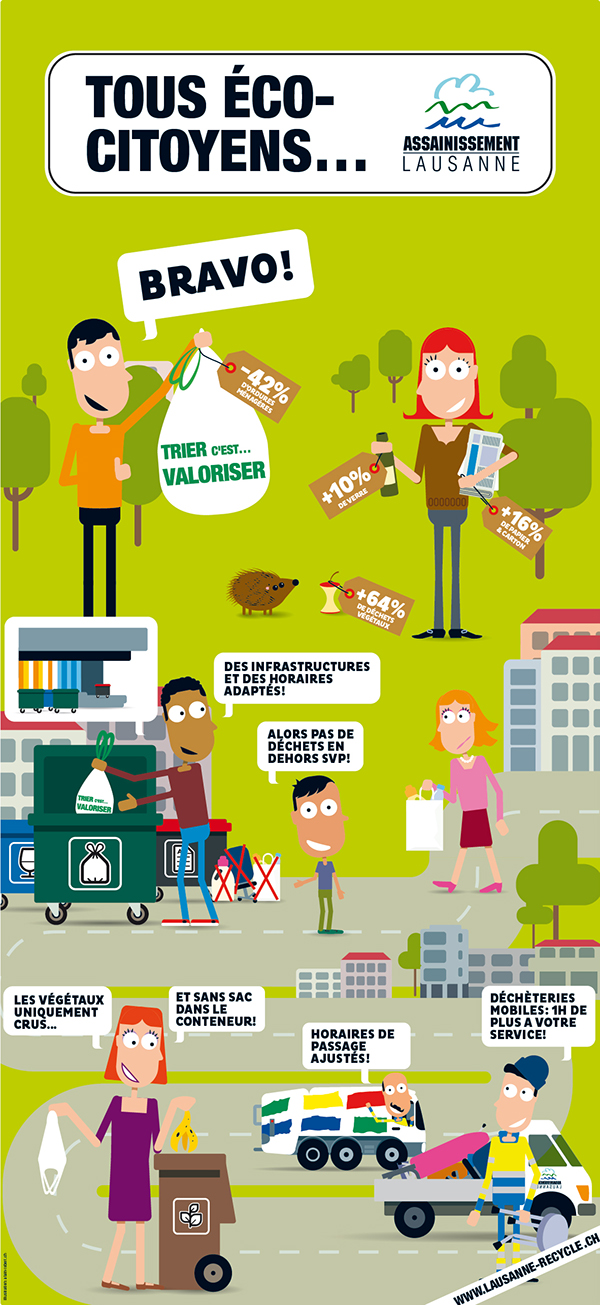 TOUS ÉCO-
CITOYENS...
ASSAINISSEMENT
LAUSANNE
BRAVO!
-42%
D'ORDURES
MÉNAGÈRES
TRIER C'EST...
VALORISER
+10%
DE VERRE
+16%
DE PAPIER
& CARTON
+64%
DE DÉCHETS
VÉGÉTAUX
DES INFRASTRUCTURES
ET DES HORAIRES
ADAPTÉS!
ALORS PAS DE
DÉCHETS EN
DEHORS SVP!
TRIER C'EST...
VALORISER
LES VÉGÉTAUX
UNIQUEMENT
CRUS...
ET SANS SAC
DANS LE
CONTENEUR!
HORAIRES DE
PASSAGE
AJUSTÉS!
DÉCHÈTERIES
MOBILES: 1H DE
PLUS A VOTRE
SERVICE!
WWW.LAUSANNE-RECYCLE.CH